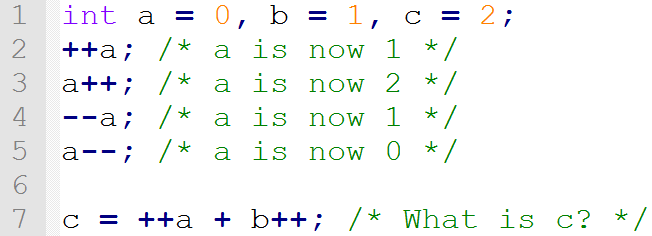 1 int a = 0, b = 1, c = 2;
2 ++a; /* a is now 1 */
3 a++; /* a is now 2 */
4 --a; /* a is now 1 */
5 a--; /* a is now 0 */
6
7 c = ++a + b++; /* What is c? */